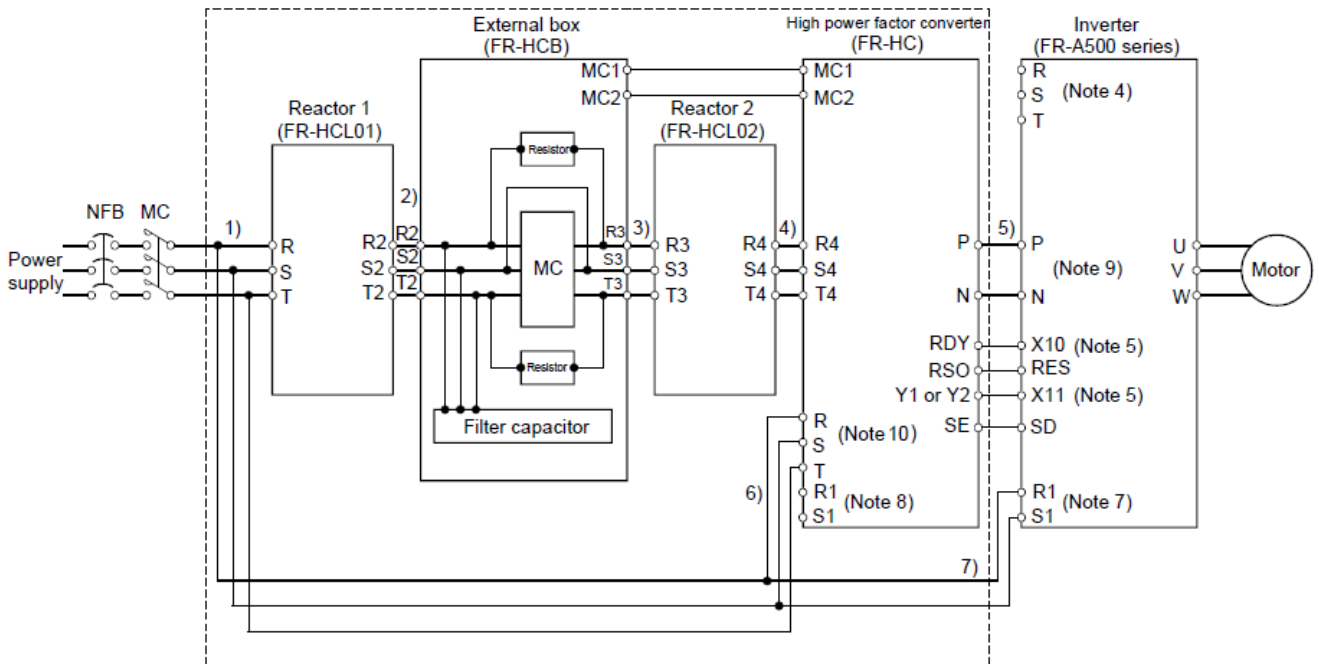 External box
(FR-HCB)
High power factor converter
(FR-HC)
Inverter
(FR-A500 series)
MC1
MC2
MC1
MC2
R
S (Note 4)
T
Reactor 1
(FR-HCL01)
Reactor 2
(FR-HCL02)
Resistor
NFB MC
Power
supply
1)
R
S
T
R2
S2
T2
2)
R2
S2
T2
MC
R3
S3
T3
3)
R3
S3
T3
R4
S4
T4
4)
R4
S4
T4
P
N
5)
P
(Note 9)
N
U
V
W
Motor
Resistor
Filter capacitor
RDY
RSO
Y1 or Y2
SE
X10 (Note 5)
RES
X11 (Note 5)
SD
R
S (Note 10)
T
R1
S1 (Note 8)
6)
R1
S1 (Note 7)
7)